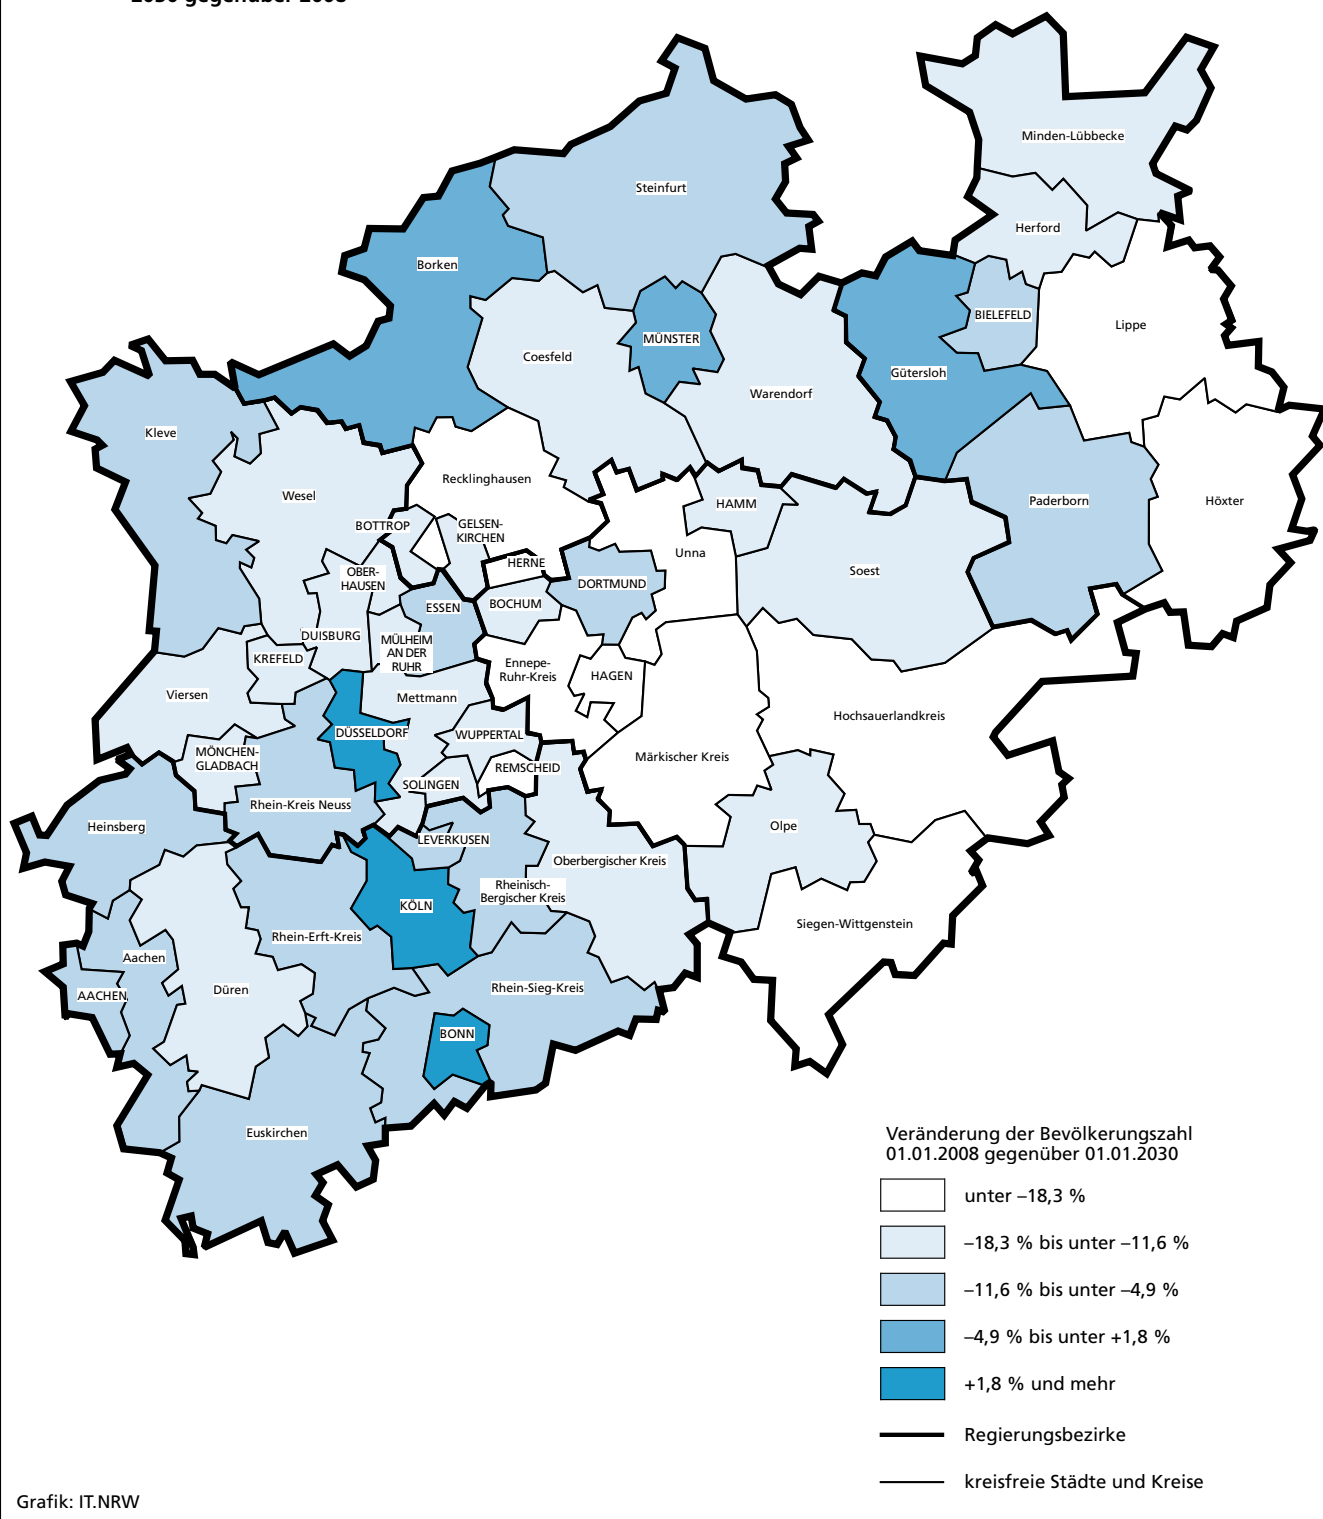 2030 gegenüber 2008
Minden-Lübbecke
Steinfurt
Herford
Borken
BIELEFELD
Lippe
MÜNSTER
Coesfeld
Gütersloh
Warendorf
Kleve
Recklinghausen
Wesel
Paderborn
Höxter
HAMM
BOTTROP
GELSEN-
KIRCHEN
Unna
HERNE
Soest
OBER-
HAUSEN
DORTMUND
ESSEN
BOCHUM
DUISBURG
MÜLHEIM
AN DER
RUHR
KREFELD
Ennepe-
Ruhr-Kreis
HAGEN
Viersen
Mettmann
Hochsauerlandkreis
DÜSSELDORF
WUPPERTAL
MÖNCHEN-
GLADBACH
Märkischer Kreis
REMSCHEID
SOLINGEN
Rhein-Kreis Neuss
Heinsberg
Olpe
LEVERKUSEN
Oberbergischer Kreis
Rheinisch-
Bergischer Kreis
KÖLN
Siegen-Wittgenstein
Rhein-Erft-Kreis
Aachen
Rhein-Sieg-Kreis
Düren
AACHEN
BONN
Euskirchen
Veränderung der Bevölkerungszahl
01.01.2008 gegenüber 01.01.2030
unter –18,3 %
–18,3 % bis unter –11,6 %
–11,6 % bis unter –4,9 %
–4,9 % bis unter +1,8 %
+1,8 % und mehr
Regierungsbezirke
kreisfreie Städte und Kreise
Grafik: IT.NRW